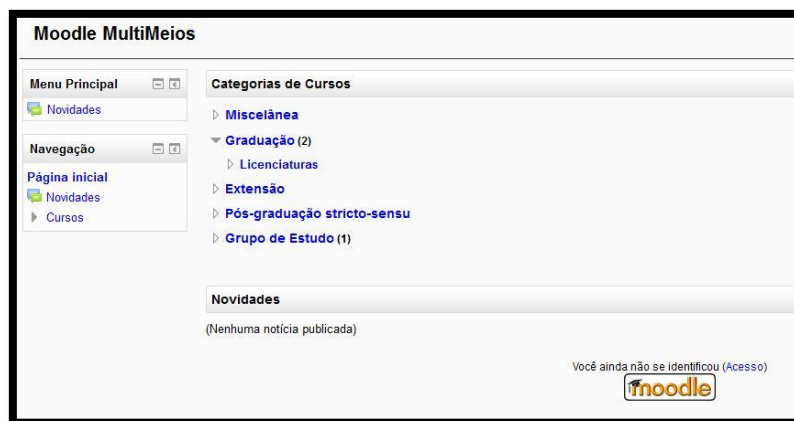 Moodle MultiMeios
Menu Principal
Novidades
Navegação
Página inicial
Novidades
Cursos
Categorias de Cursos
Miscelânea
Graduação (2)
Licenciaturas
Extensão
Pós-graduação stricto-sensu
Grupo de Estudo (1)
Novidades
(Nenhuma notícia publicada)
Você ainda não se identificou (Acesso)
moodle